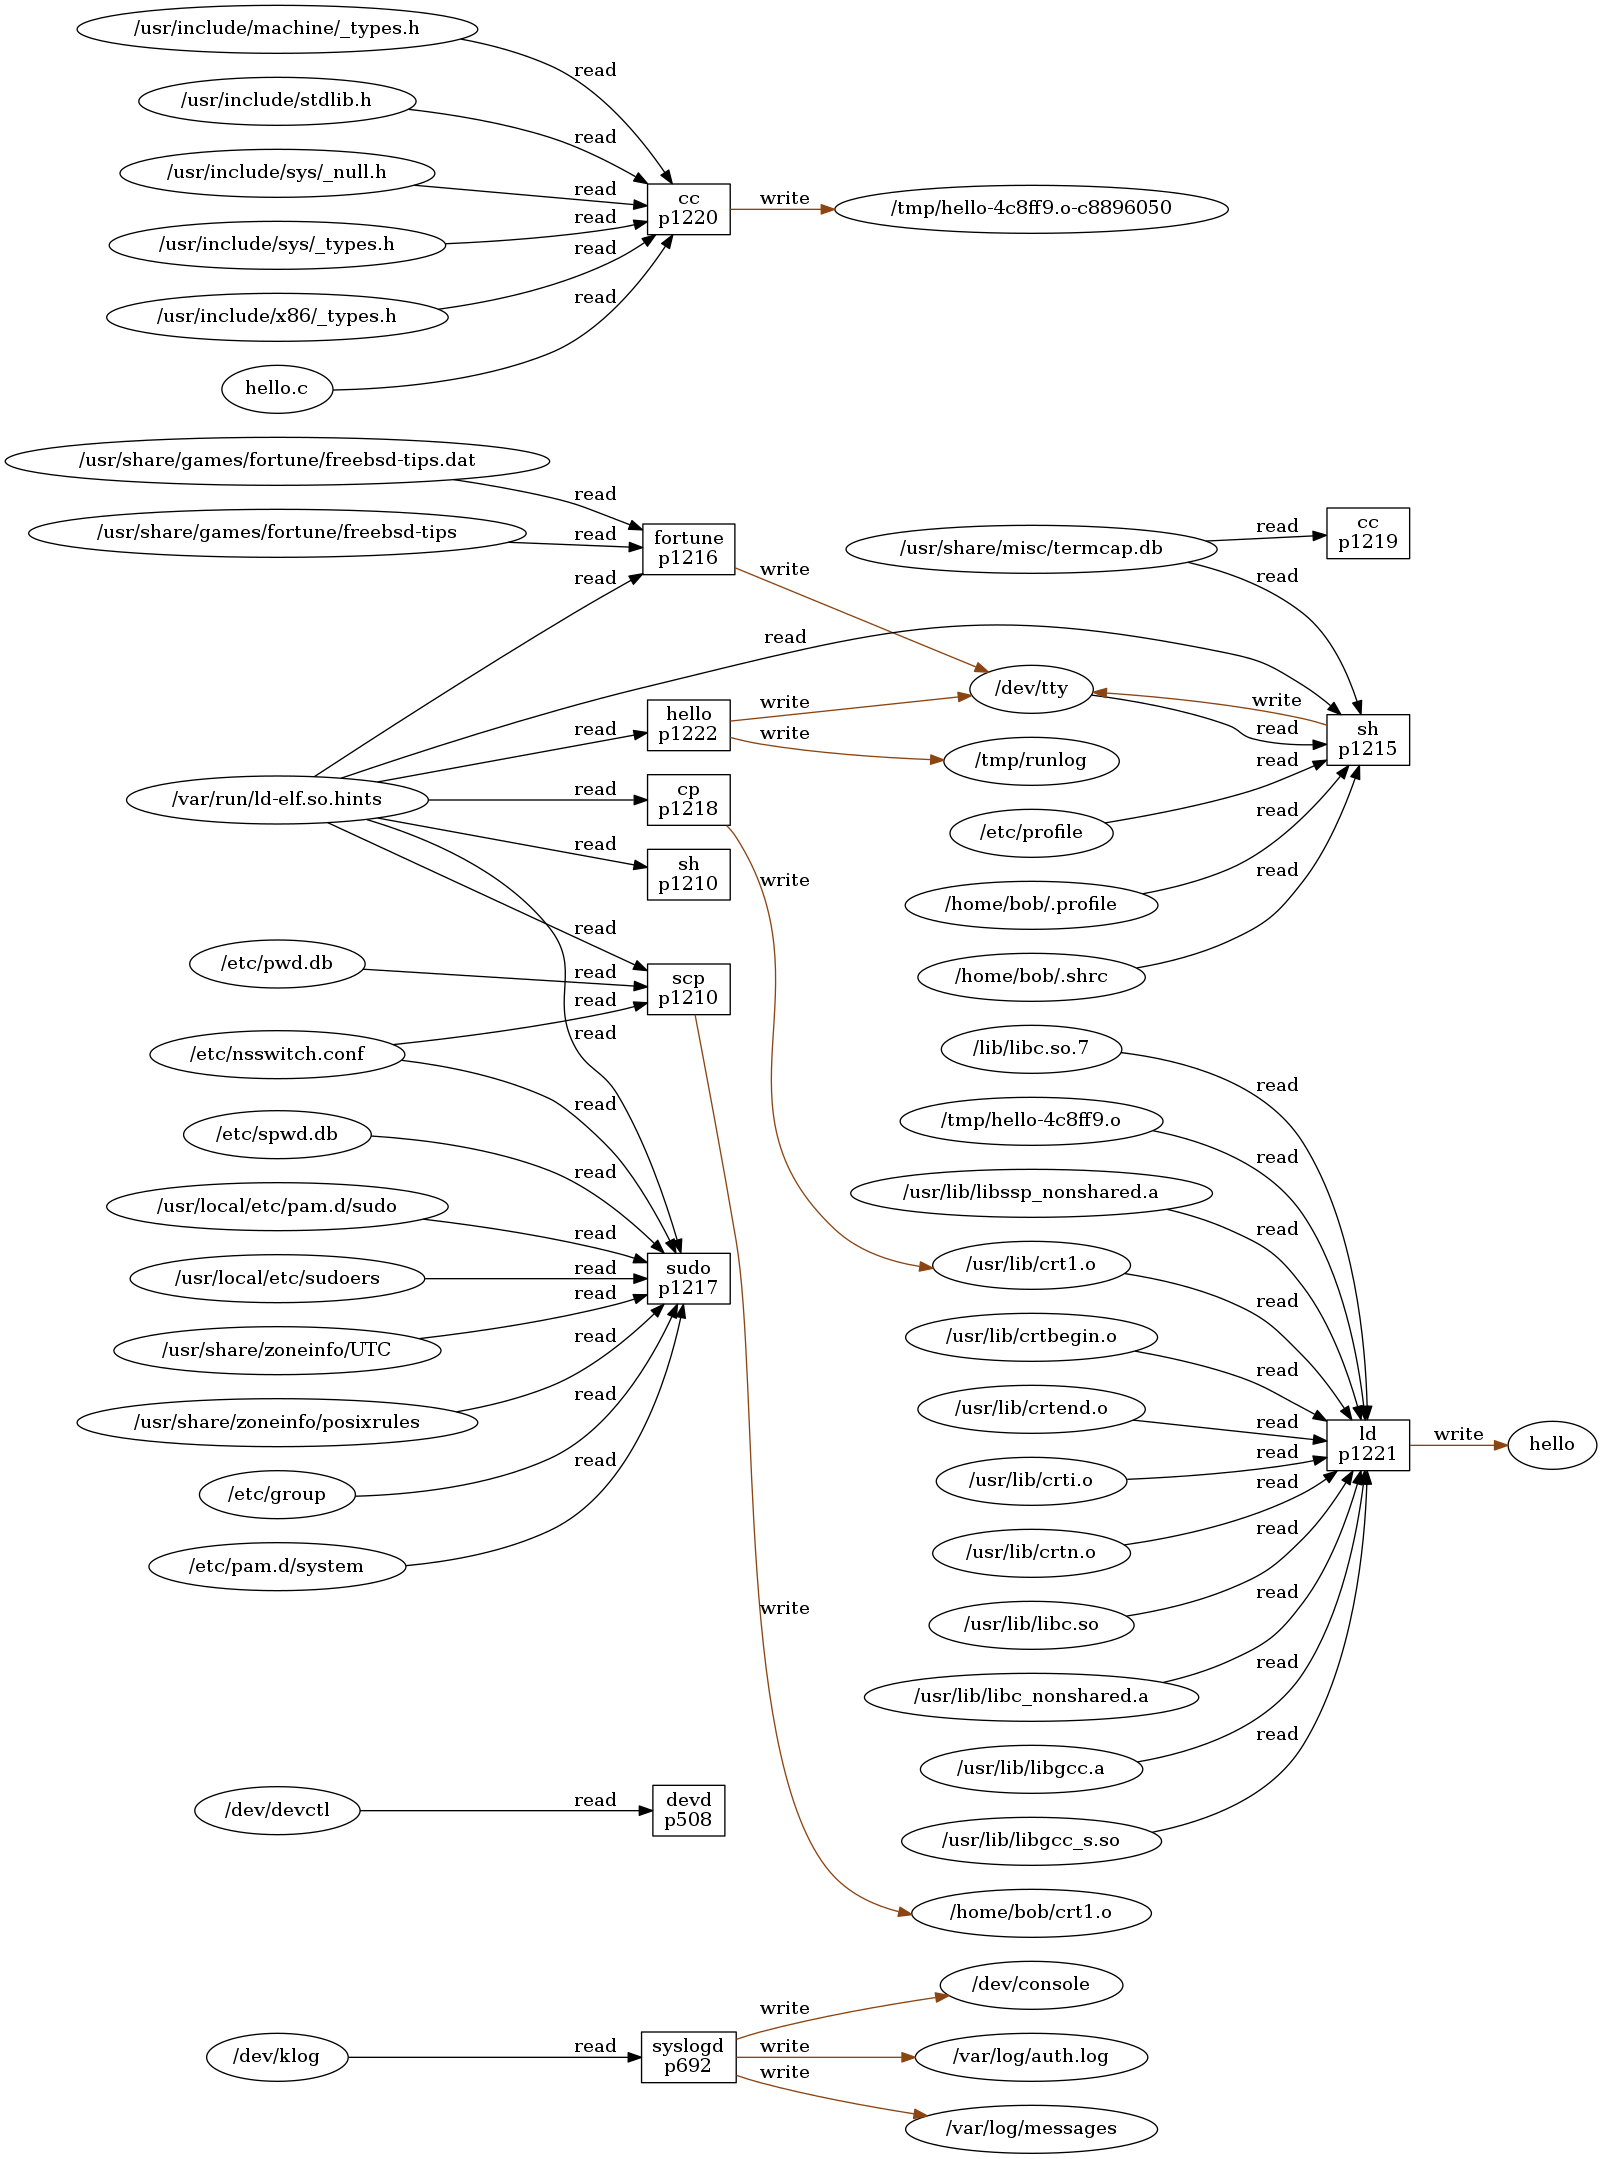 /usr/include/machine/_types.h
read
/usr/include/stdlib.h
read
/usr/include/sys/_null.h
read
cc
p1220
write
/tmp/hello-4c8ff9.o-c8896050
/usr/include/sys/_types.h
read
read
/usr/include/x86/_types.h
read
hello.c
/usr/share/games/fortune/freebsd-tips.dat
read
/usr/share/games/fortune/freebsd-tips
read
fortune
p1216
read
write
/usr/share/misc/termcap.db
read
cc
p1219
read
read
/dev/tty
write
read
sh
p1215
hello
p1222
read
write
write
/tmp/runlog
read
/var/run/ld-elf.so.hints
read
cp
p1218
/etc/profile
read
read
sh
p1210
write
/home/bob/.profile
read
/home/bob/.shrc
read
/etc/pwd.db
read
scp
p1210
read
/etc/nsswitch.conf
read
read
/lib/libc.so.7
read
/etc/spwd.db
read
/tmp/hello-4c8ff9.o
read
/usr/local/etc/pam.d/sudo
read
/usr/lib/libssp_nonshared.a
read
/usr/local/etc/sudoers
read
sudo
p1217
read
/usr/lib/crt1.o
read
/usr/share/zoneinfo/UTC
read
/usr/lib/crtbegin.o
read
/usr/share/zoneinfo/posixrules
read
/usr/lib/crtend.o
read
ld
p1221
write
hello
/etc/group
read
/usr/lib/crti.o
read
read
/etc/pam.d/system
/usr/lib/crtn.o
read
write
/usr/lib/libc.so
read
/usr/lib/libc_nonshared.a
read
/usr/lib/libgcc.a
read
/dev/devctl
read
devd
p508
/usr/lib/libgcc_s.so
/home/bob/crt1.o
/dev/console
write
/dev/klog
read
syslogd
p692
write
/var/log/auth.log
write
/var/log/messages